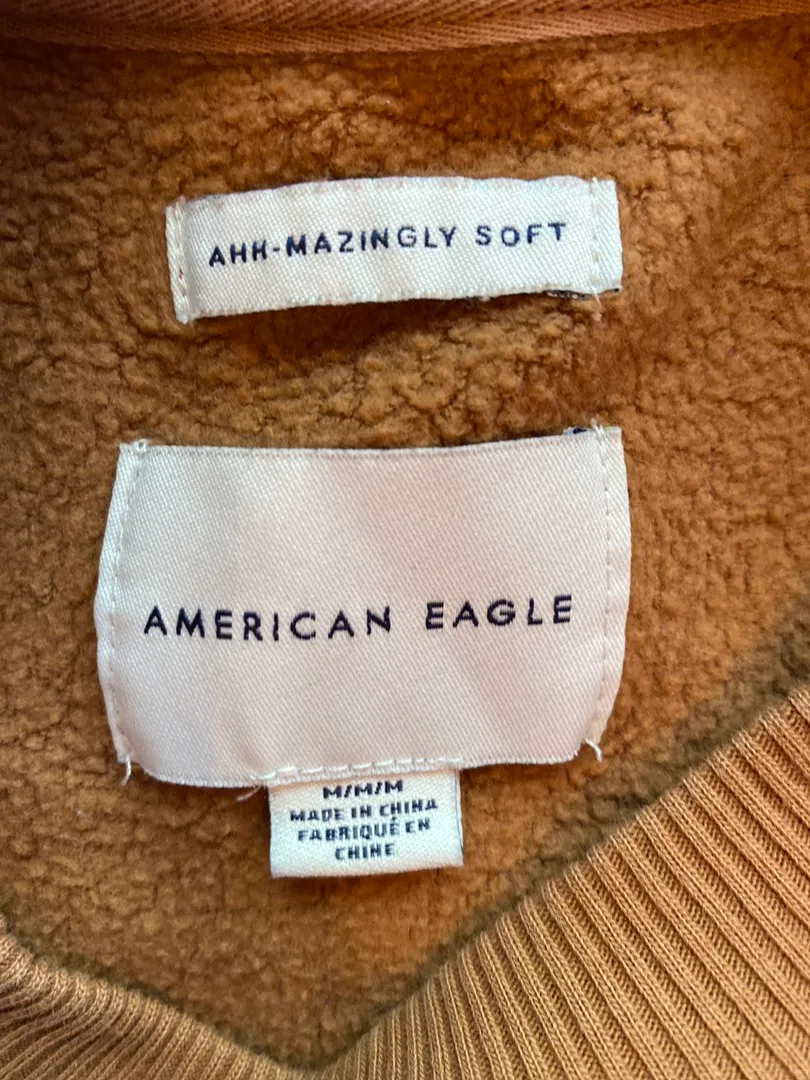 AHH-MAZINGLY SOFT
AMERICAN EAGLE
M/M/M
MADE IN CHINA
FABRIQUÉ EN
CHINE